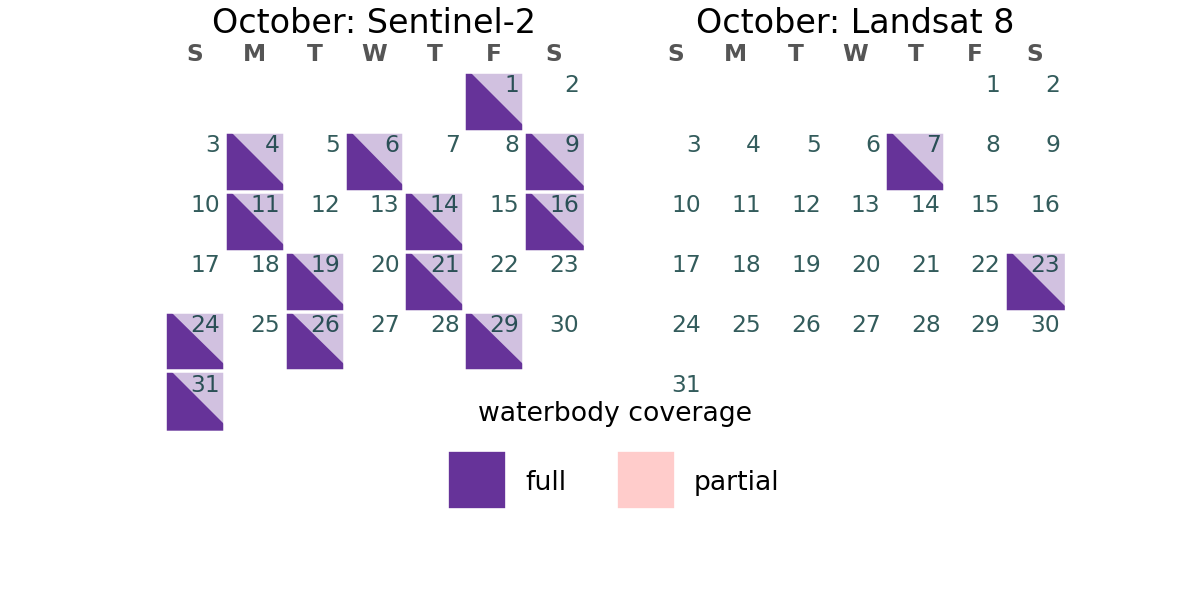 October: Sentinel-2
S M T W T F S
1 2
3 4 5 6 7 8 9
10 11 12 13 14 15 16
17 18 19 20 21 22 23
24 25 26 27 28 29 30
31
October: Landsat 8
S M T W T F S
1 2
3 4 5 6 7 8 9
10 11 12 13 14 15 16
17 18 19 20 21 22 23
24 25 26 27 28 29 30
31
waterbody coverage
full partial